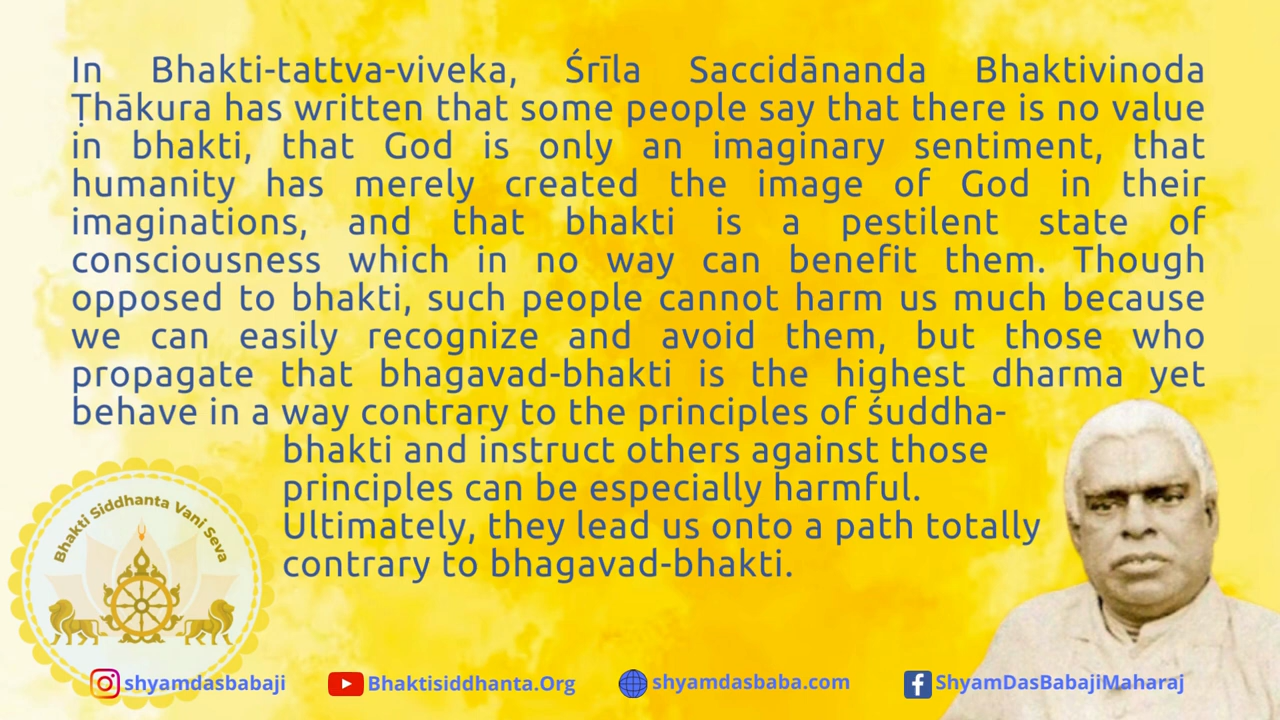 In Bhakti-tattva-viveka, Śrīla Saccidānanda Bhaktivinoda
Ṭhākura has written that some people say that there is no value
in bhakti, that God is only an imaginary sentiment, that
humanity has merely created the image of God in their
imaginations, and that bhakti is a pestilent state of
consciousness which in no way can benefit them. Though
opposed to bhakti, such people cannot harm us much because
we can easily recognize and avoid them, but those who
propagate that bhagavad-bhakti is the highest dharma yet
behave in a way contrary to the principles of śuddha-
bhakti and instruct others against those
principles can be especially harmful.
Ultimately, they lead us onto a path totally
contrary to bhagavad-bhakti.
Bhakti Siddhanta Vani Seva
shyamdasbabaji
Bhaktisiddhanta.Org
shyamdasbaba.com
ShyamDasBabajiMaharaj